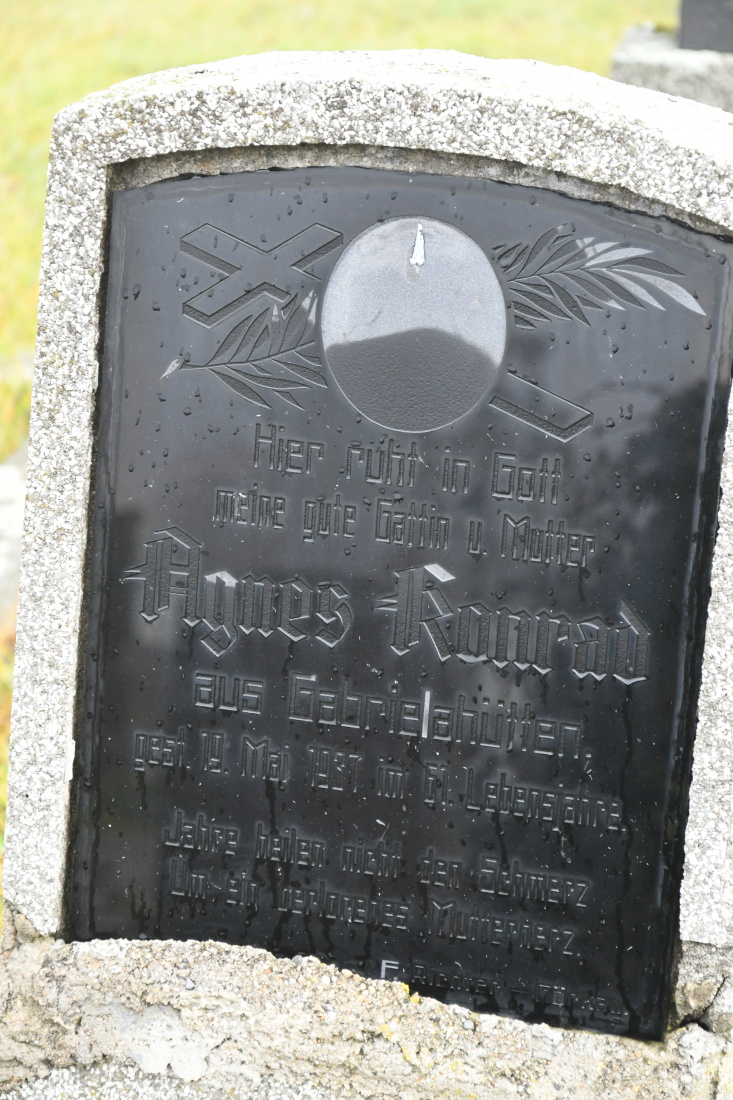 Hier ruht in Gott
meine gute Gattin u. Mutter
Agnes Konrad
aus Gabrielahütten,
gest. 19. Mai 1937 im 61. Lebensjahre.
Jahre heilen nicht den Schmerz
Um ein verlorenes Mutterherz.
F.